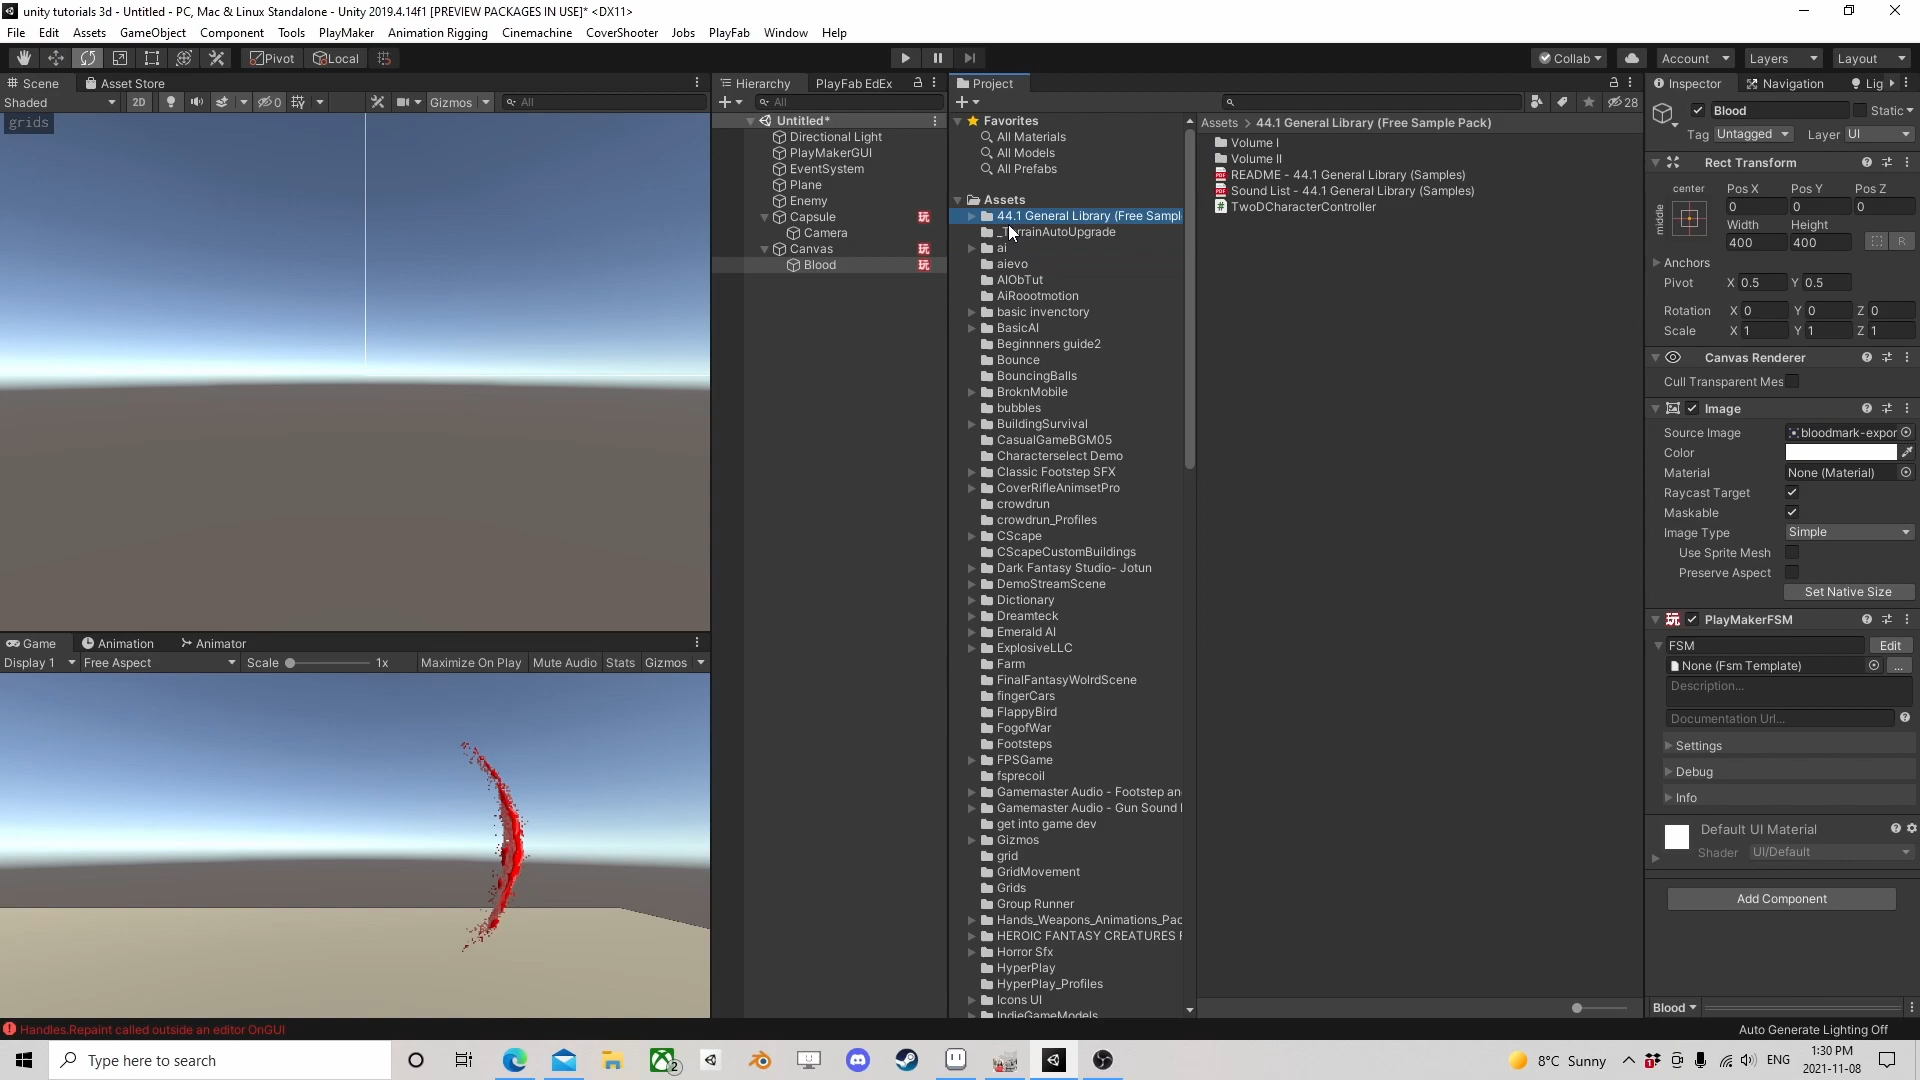 unity tutorials 3d - Untitled - PC, Mac & Linux Standalone - Unity 2019.4.14f1 [PREVIEW PACKAGES IN USE]* <DX11>
File Edit Assets GameObject Component Tools PlayMaker Animation Rigging Cinemachine CoverShooter Jobs PlayFab Window Help
Pivot Local Collab Account Layers Layout
Scene Asset Store
Shaded 2D 0 Gizmos All
grids
Hierarchy PlayFab EdEx
All
Untitled*
Directional Light
PlayMakerGUI
EventSystem
Plane
Enemy
Capsule
Camera
Canvas
Blood
Project
28
Favorites
All Materials
All Models
All Prefabs
Assets
44.1 General Library (Free Sampl
_TerrainAutoUpgrade
ai
aievo
AIObTut
AiRoootmotion
basic invenctory
BasicAI
Beginnners guide2
Bounce
BouncingBalls
BroknMobile
bubbles
BuildingSurvival
CasualGameBGM05
Characterselect Demo
Classic Footstep SFX
CoverRifleAnimsetPro
crowdrun
crowdrun_Profiles
CScape
CScapeCustomBuildings
Dark Fantasy Studio- Jotun
DemoStreamScene
Dictionary
Dreamteck
Emerald AI
ExplosiveLLC
Farm
FinalFantasyWolrdScene
fingerCars
FlappyBird
FogofWar
Footsteps
FPSGame
fsprecoil
Gamemaster Audio - Footstep an
Gamemaster Audio - Gun Sound
get into game dev
Gizmos
grid
GridMovement
Grids
Group Runner
Hands_Weapons_Animations_Pac
HEROIC FANTASY CREATURES F
Horror Sfx
HyperPlay
HyperPlay_Profiles
Icons UI
IndieGameModels
Assets > 44.1 General Library (Free Sample Pack)
Volume I
Volume II
README - 44.1 General Library (Samples)
Sound List - 44.1 General Library (Samples)
TwoDCharacterController
Inspector Navigation Lig
Blood Static
Tag Untagged Layer UI
Rect Transform
center Pos X Pos Y Pos Z
middle 0 0 0
Width Height
400 400 R
Anchors
Pivot X 0.5 Y 0.5
Rotation X 0 Y 0 Z 0
Scale X 1 Y 1 Z 1
Canvas Renderer
Cull Transparent Mes
Image
Source Image bloodmark-expor
Color
Material None (Material)
Raycast Target
Maskable
Image Type Simple
Use Sprite Mesh
Preserve Aspect
Set Native Size
PlayMakerFSM
FSM Edit
None (Fsm Template) ...
Description...
Documentation Url...
Settings
Debug
Info
Default UI Material
Shader UI/Default
Add Component
Blood
Game Animation Animator
Display 1 Free Aspect Scale 1x Maximize On Play Mute Audio Stats Gizmos
Handles.Repaint called outside an editor OnGUI
Auto Generate Lighting Off
Type here to search
2
8°C Sunny ENG
1:30 PM
2021-11-08